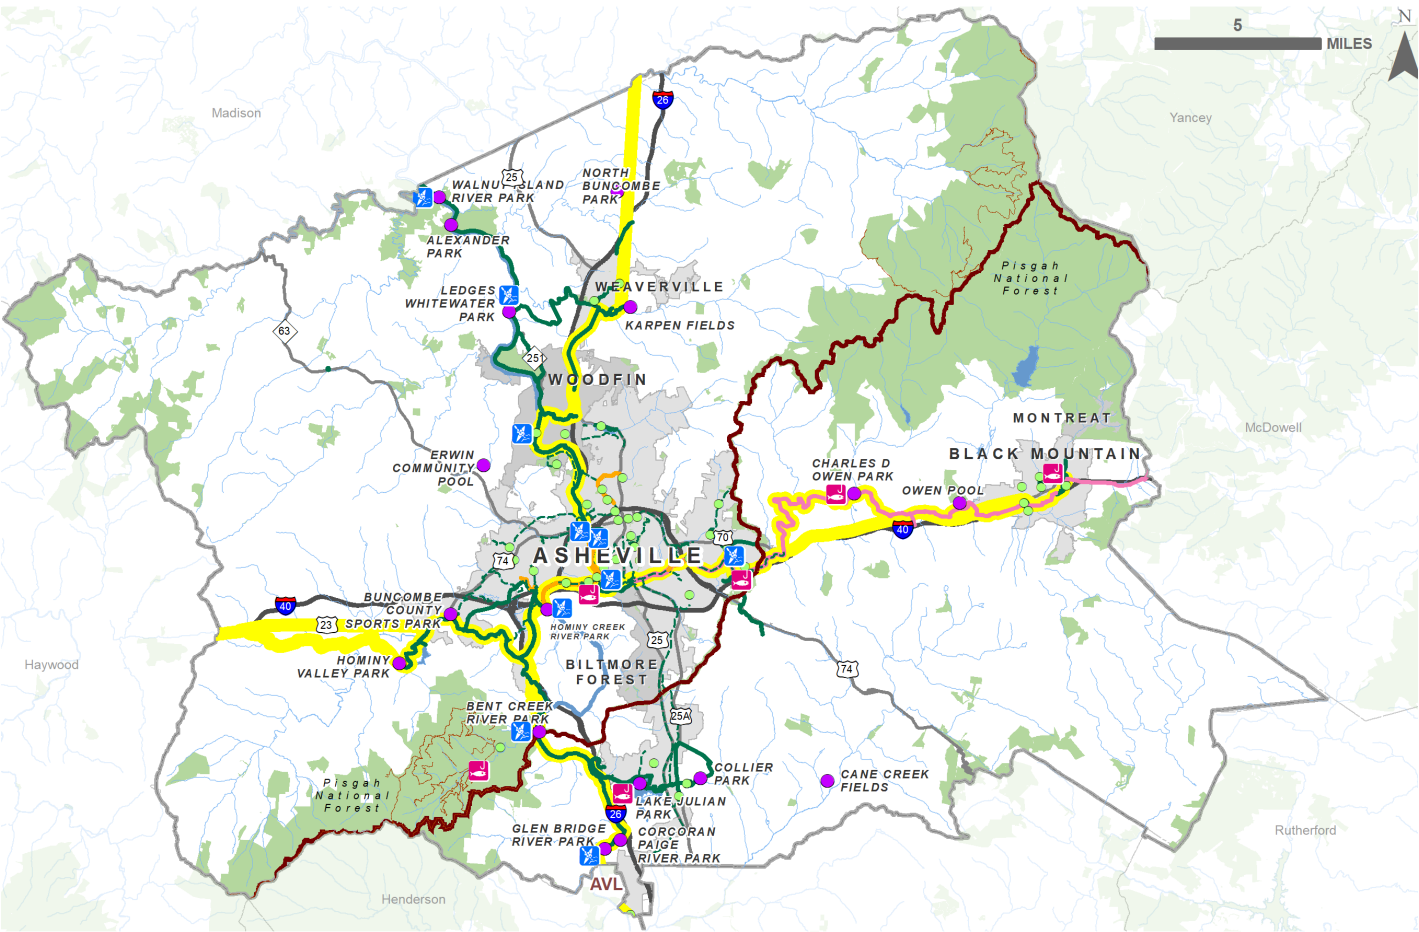 5
MILES
N
Madison
Yancey
26
25
WALNUT ISLAND
RIVER PARK
NORTH
BUNCOMBE
PARK
ALEXANDER
PARK
Pisgah
National
Forest
LEDGES
WHITEWATER
PARK
WEAVERVILLE
KARPEN FIELDS
63
251
WOODFIN
MONTREAT
McDowell
BLACK MOUNTAIN
ERWIN
COMMUNITY
POOL
CHARLES D
OWEN PARK
OWEN POOL
40
70
74
ASHEVILLE
40
BUNCOMBE
COUNTY
SPORTS PARK
23
HOMINY CREEK
RIVER PARK
25
HOMINY
VALLEY PARK
Haywood
BILTMORE
FOREST
74
BENT CREEK
RIVER PARK
25A
Pisgah
National
Forest
COLLIER
PARK
CANE CREEK
FIELDS
LAKE JULIAN
PARK
26
GLEN BRIDGE
RIVER PARK
CORCORAN
PAIGE
RIVER PARK
Rutherford
AVL
Henderson